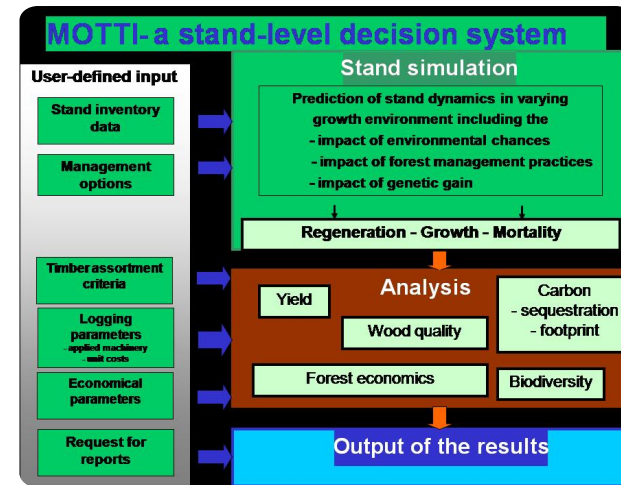 MOTTI- a stand-level decision system
User-defined input
Stand inventory
data
Management
options
Timber assortment
criteria
Logging
parameters
- applied machinery
- unit costs
Economical
parameters
Request for
reports
Stand simulation
Prediction of stand dynamics in varying
growth environment including the
- impact of environmental chances
- impact of forest management practices
- impact of genetic gain
Regeneration - Growth - Mortality
Analysis
Yield
Wood quality
Carbon
- sequestration
- footprint
Forest economics
Biodiversity
Output of the results